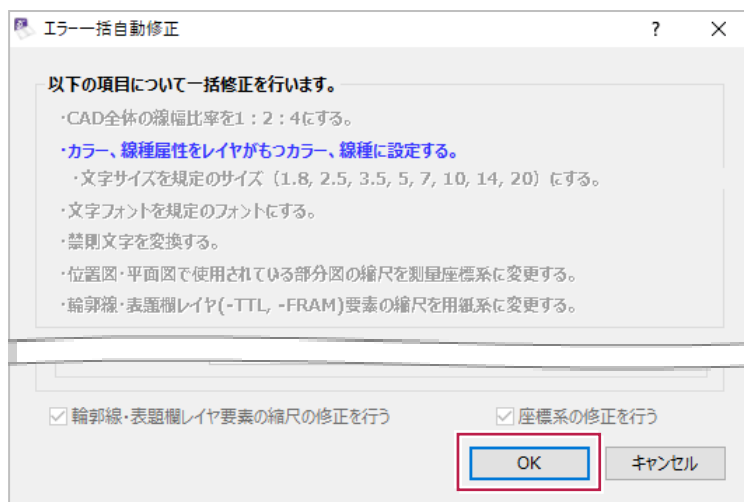 エラー一括自動修正
?
以下の項目について一括修正を行います。
・CAD全体の線幅比率を1：2：4にする。
・カラー、線種属性をレイヤがもつカラー、線種に設定する。
・文字サイズを規定のサイズ（1.8, 2.5, 3.5, 5, 7, 10, 14, 20）にする。
・文字フォントを規定のフォントにする。
・禁則文字を変換する。
・位置図・平面図で使用されている部分図の縮尺を測量座標系に変更する。
・輪郭線・表題欄レイヤ(-TTL, -FRAM)要素の縮尺を用紙系に変更する。
輪郭線・表題欄レイヤ要素の縮尺の修正を行う 座標系の修正を行う
OK キャンセル